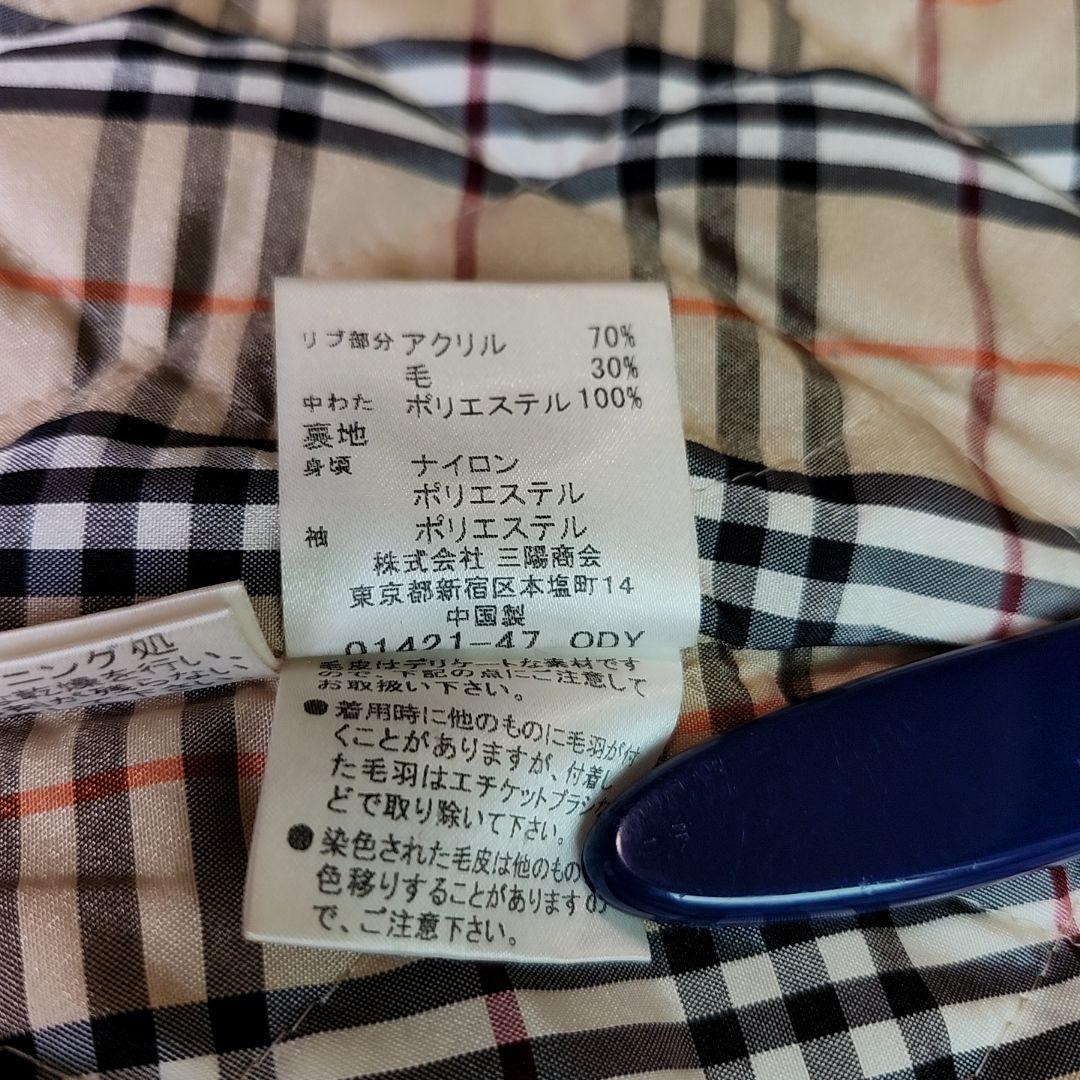 リブ部分 アクリル 70%
毛 30%
中わた ポリエステル 100%
裏地
身頃 ナイロン
ポリエステル
袖 ポリエステル
株式会社 三陽商会
東京都新宿区本塩町14
中国製
01421-47 ODY
毛皮はデリケートな素材です
ので、下記の点にご注意して
お取扱い下さい。
●着用時に他のものに毛羽が付
くことがありますが、付着し
た毛羽はエチケットブラシな
どで取り除いて下さい。
●染色された毛皮は他のもの
色移りすることがありますの
で、ご注意下さい。
ニング処
乾燥を行い、